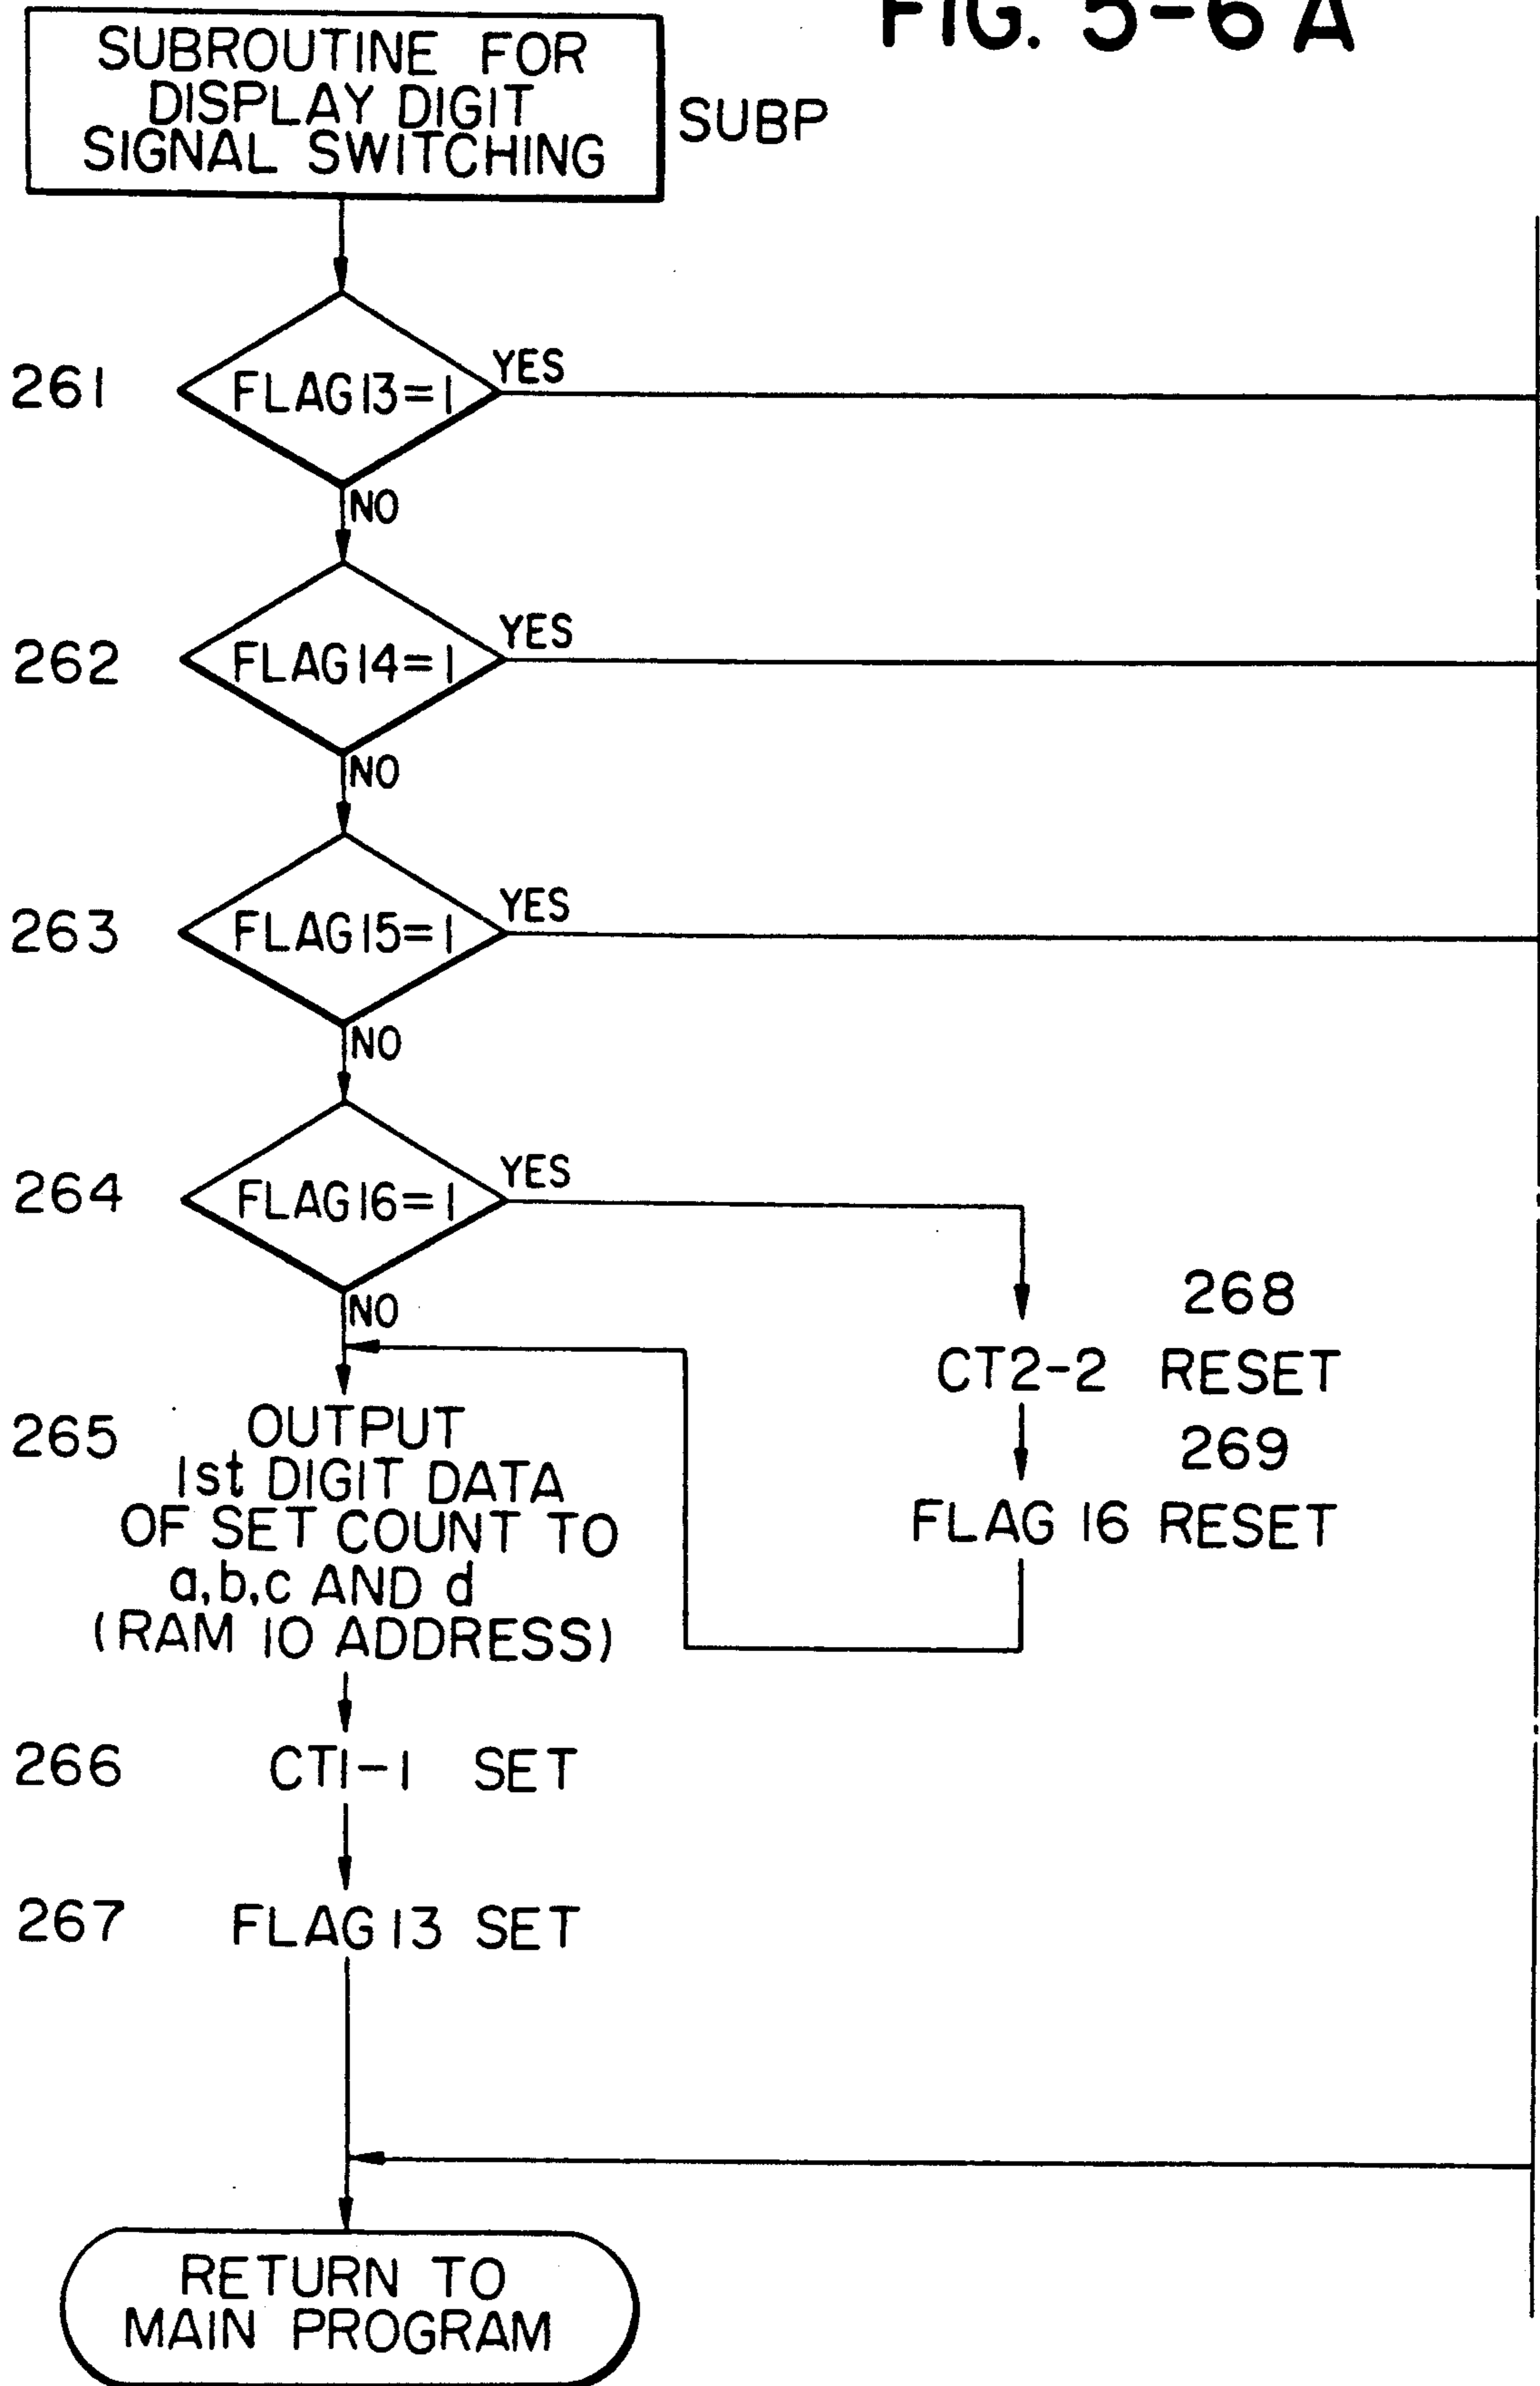 FIG. 5-6 A
SUBROUTINE FOR
DISPLAY DIGIT
SIGNAL SWITCHING
SUBP
261
FLAG13=1
YES
NO
262
FLAG14=1
YES
NO
263
FLAG15=1
YES
NO
264
FLAG16=1
YES
NO
268
CT2-2 RESET
269
FLAG 16 RESET
265
OUTPUT
1st DIGIT DATA
OF SET COUNT TO
a,b,c AND d
(RAM 10 ADDRESS)
266
CT1-1 SET
267
FLAG13 SET
RETURN TO
MAIN PROGRAM